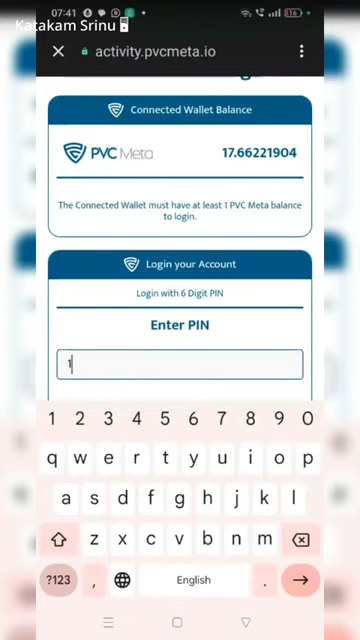 07:41
16
Katakam Srinu
activity.pvcmeta.io
Connected Wallet Balance
PVC Meta
17.66221904
The Connected Wallet must have at least 1 PVC Meta balance
to login.
Login your Account
Login with 6 Digit PIN
Enter PIN
1
1 2 3 4 5 6 7 8 9 0
q w e r t y u i o p
a s d f g h j k l
z x c v b n m
?123 , English .